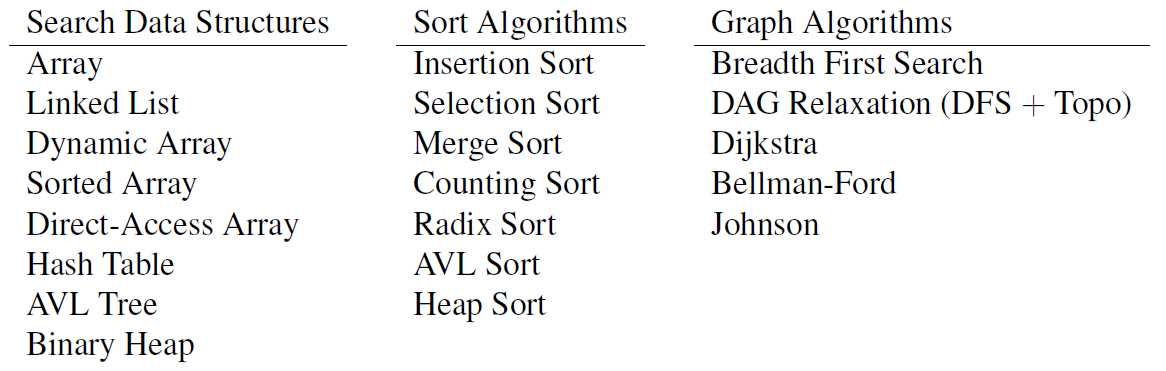 Search Data Structures Sort Algorithms Graph Algorithms
Array Insertion Sort Breadth First Search
Linked List Selection Sort DAG Relaxation (DFS + Topo)
Dynamic Array Merge Sort Dijkstra
Sorted Array Counting Sort Bellman-Ford
Direct-Access Array Radix Sort Johnson
Hash Table AVL Sort
AVL Tree Heap Sort
Binary Heap